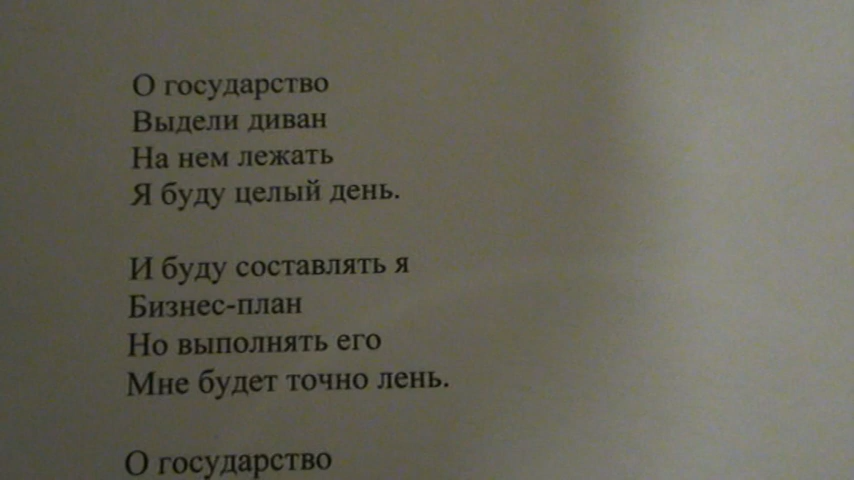 О государство
Выдели диван
На нем лежать
Я буду целый день.
И буду составлять я
Бизнес-план
Но выполнять его
Мне будет точно лень.
О государство